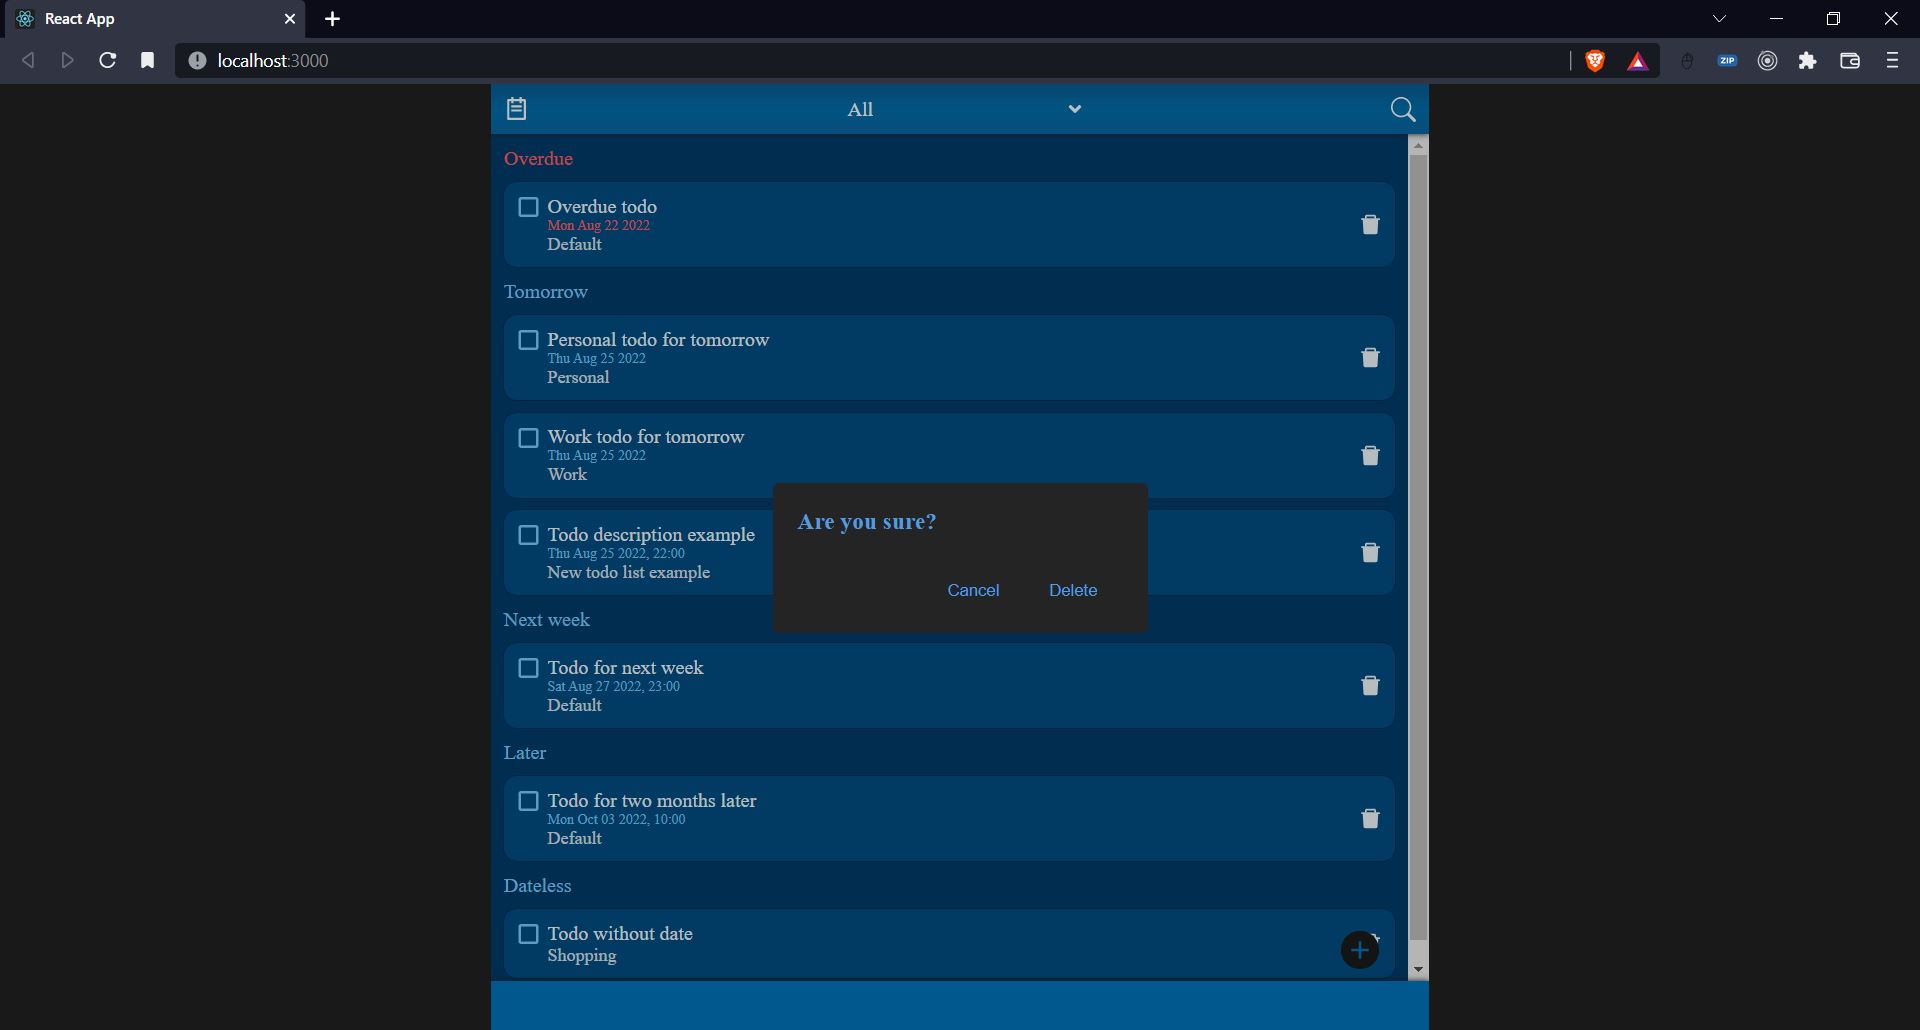 React App
localhost:3000
ZIP
All
Overdue
Overdue todo
Mon Aug 22 2022
Default
Tomorrow
Personal todo for tomorrow
Thu Aug 25 2022
Personal
Work todo for tomorrow
Thu Aug 25 2022
Work
Todo description example
Thu Aug 25 2022, 22:00
New todo list example
Are you sure?
Cancel Delete
Next week
Todo for next week
Sat Aug 27 2022, 23:00
Default
Later
Todo for two months later
Mon Oct 03 2022, 10:00
Default
Dateless
Todo without date
Shopping